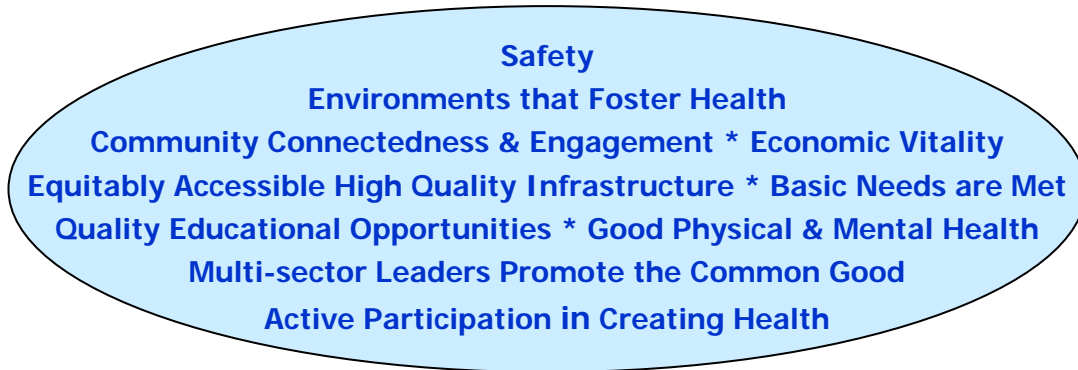 Safety
Environments that Foster Health
Community Connectedness & Engagement * Economic Vitality
Equitably Accessible High Quality Infrastructure * Basic Needs are Met
Quality Educational Opportunities * Good Physical & Mental Health
Multi-sector Leaders Promote the Common Good
Active Participation in Creating Health